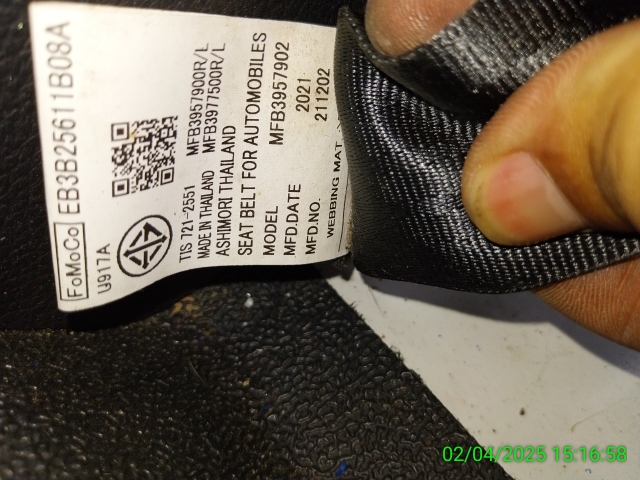 FoMoCo EB3B25611B08A
U917A
TIS 721-2551 MFB3957900R/L
MADE IN THAILAND MFB3977500R/L
ASHIMORI THAILAND
SEAT BELT FOR AUTOMOBILES
MODEL MFB3957902
MFD.DATE 2021
MFD.NO. 211202
WEBBING MAT
02/04/2025 15:16:58